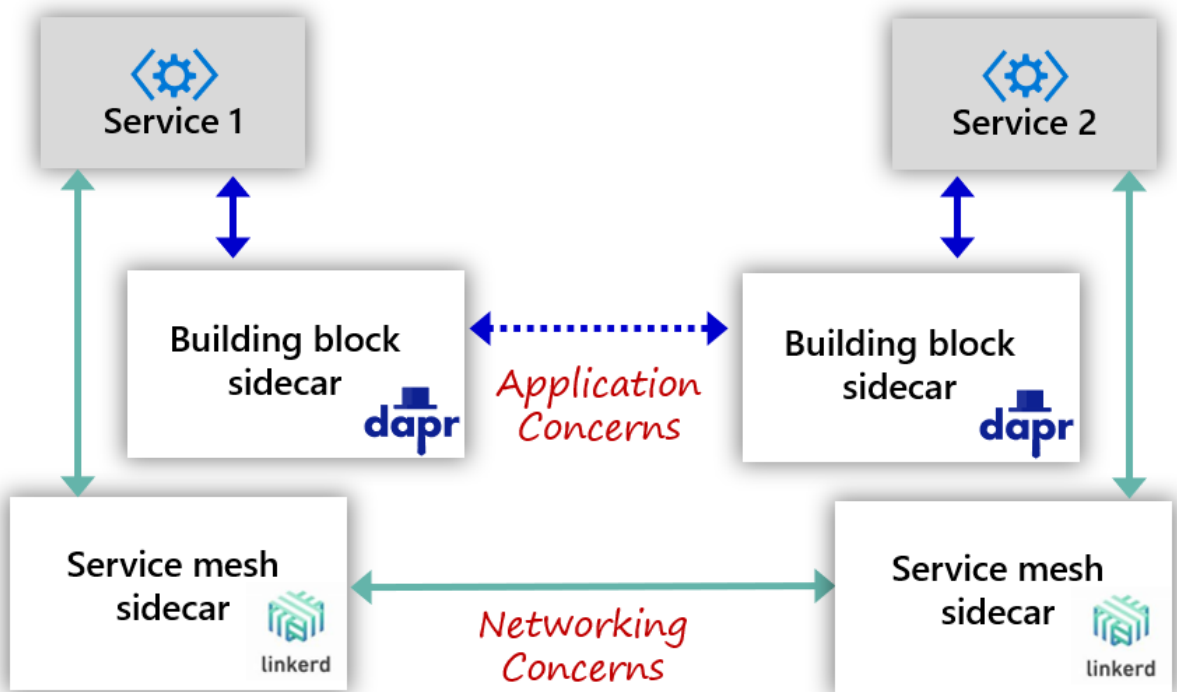 Service 1
Service 2
Building block
sidecar
dapr
Application
Concerns
Building block
sidecar
dapr
Service mesh
sidecar
linkerd
Networking
Concerns
Service mesh
sidecar
linkerd